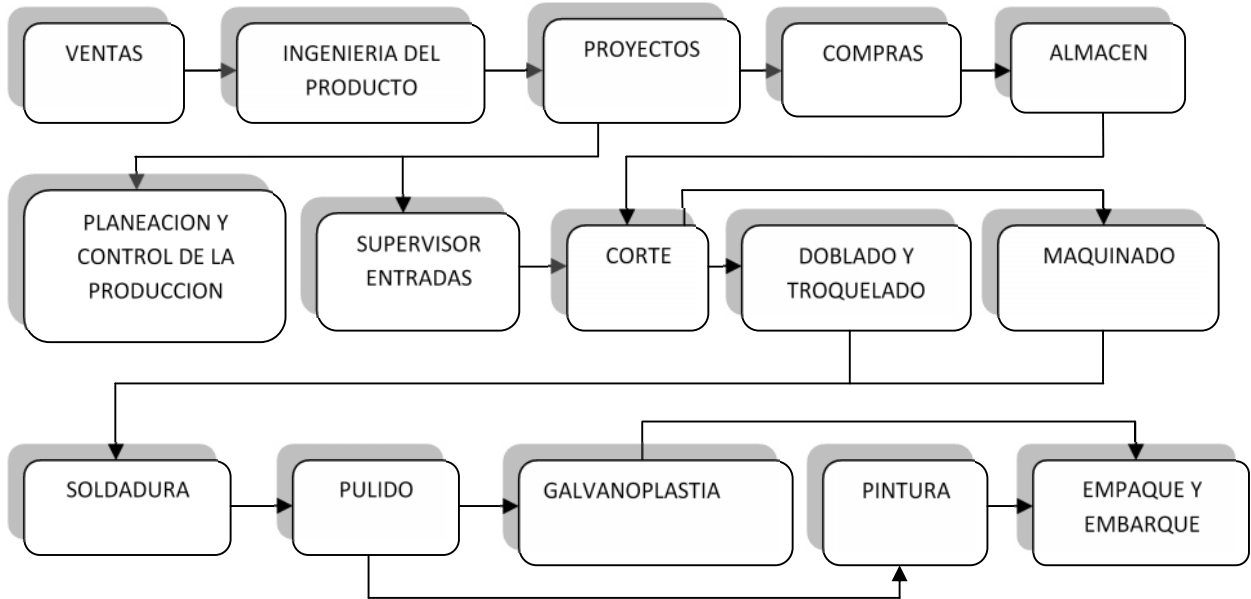 VENTAS
INGENIERIA DEL
PRODUCTO
PROYECTOS
COMPRAS
ALMACEN
PLANEACION Y
CONTROL DE LA
PRODUCCION
SUPERVISOR
ENTRADAS
CORTE
DOBLADO Y
TROQUELADO
MAQUINADO
SOLDADURA
PULIDO
GALVANOPLASTIA
PINTURA
EMPAQUE Y
EMBARQUE